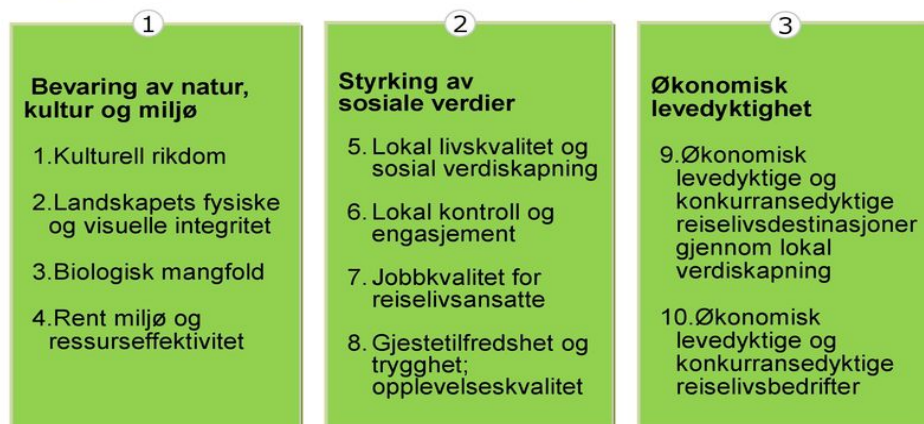 1
Bevaring av natur,
kultur og miljø
1.Kulturell rikdom
2.Landskapets fysiske
og visuelle integritet
3.Biologisk mangfold
4.Rent miljø og
ressurseffektivitet
2
Styrking av
sosiale verdier
5. Lokal livskvalitet og
sosial verdiskapning
6. Lokal kontroll og
engasjement
7. Jobbkvalitet for
reiselivsansatte
8. Gjestetilfredshet og
trygghet;
opplevelseskvalitet
3
Økonomisk
levedyktighet
9.Økonomisk
levedyktige og
konkurransedyktige
reiselivsdestinasjoner
gjennom lokal
verdiskapning
10.Økonomisk
levedyktige og
konkurransedyktige
reiselivsbedrifter